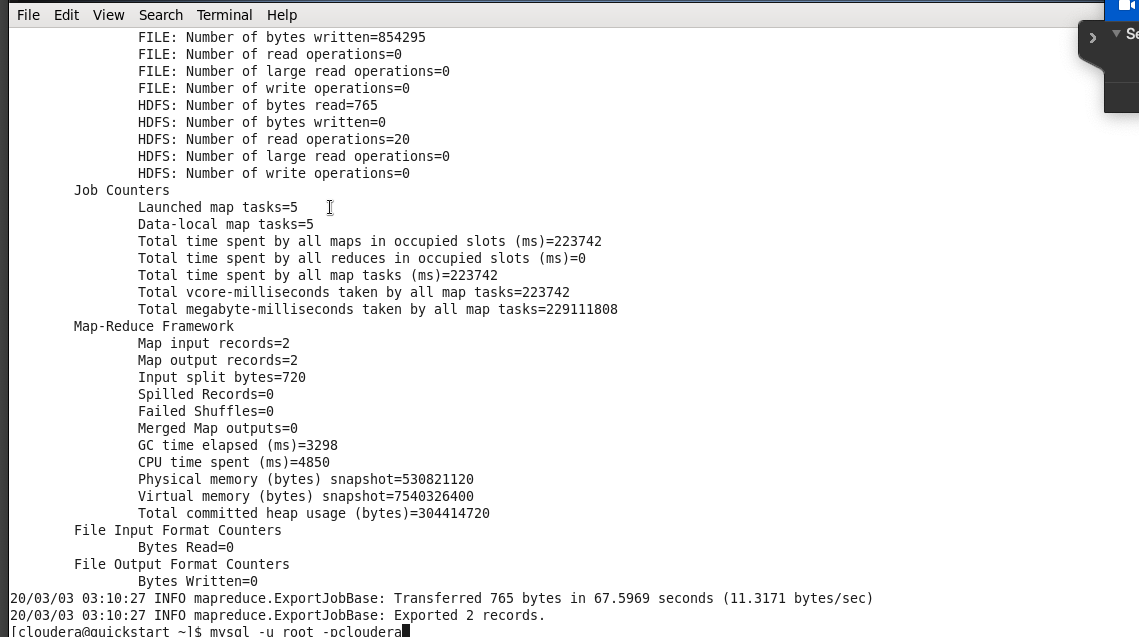 File Edit View Search Terminal Help
Se
FILE: Number of bytes written=854295
FILE: Number of read operations=0
FILE: Number of large read operations=0
FILE: Number of write operations=0
HDFS: Number of bytes read=765
HDFS: Number of bytes written=0
HDFS: Number of read operations=20
HDFS: Number of large read operations=0
HDFS: Number of write operations=0
Job Counters
Launched map tasks=5
Data-local map tasks=5
Total time spent by all maps in occupied slots (ms)=223742
Total time spent by all reduces in occupied slots (ms)=0
Total time spent by all map tasks (ms)=223742
Total vcore-milliseconds taken by all map tasks=223742
Total megabyte-milliseconds taken by all map tasks=229111808
Map-Reduce Framework
Map input records=2
Map output records=2
Input split bytes=720
Spilled Records=0
Failed Shuffles=0
Merged Map outputs=0
GC time elapsed (ms)=3298
CPU time spent (ms)=4850
Physical memory (bytes) snapshot=530821120
Virtual memory (bytes) snapshot=7540326400
Total committed heap usage (bytes)=304414720
File Input Format Counters
Bytes Read=0
File Output Format Counters
Bytes Written=0
20/03/03 03:10:27 INFO mapreduce.ExportJobBase: Transferred 765 bytes in 67.5969 seconds (11.3171 bytes/sec)
20/03/03 03:10:27 INFO mapreduce.ExportJobBase: Exported 2 records.
[cloudera@quickstart ~]$ mysql -u root -pcloudera